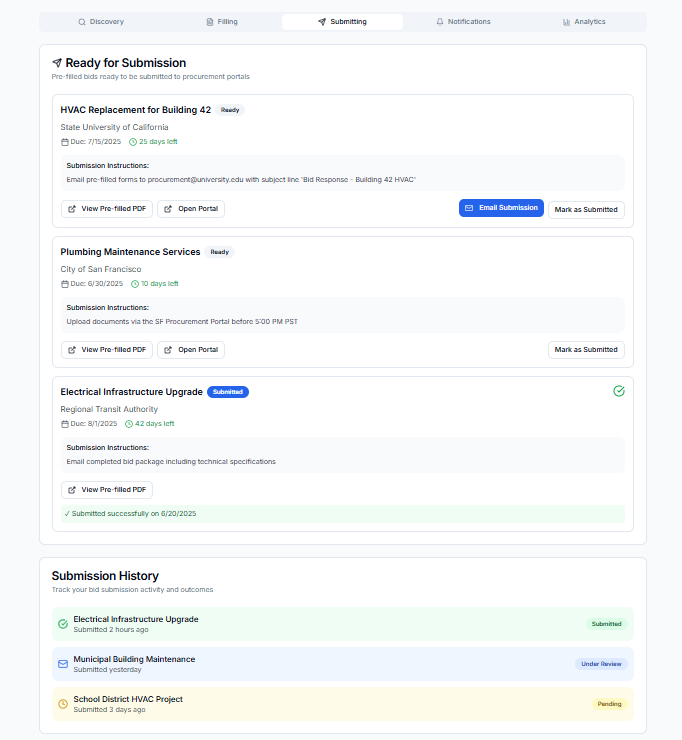 Discovery
Filling
Submitting
Notifications
Analytics
Ready for Submission
Pre-filled bids ready to be submitted to procurement portals
HVAC Replacement for Building 42 Ready
State University of California
Due: 7/15/2025 25 days left
Submission Instructions:
Email pre-filled forms to procurement@university.edu with subject line 'Bid Response - Building 42 HVAC'
View Pre-filled PDF Open Portal Email Submission Mark as Submitted
Plumbing Maintenance Services Ready
City of San Francisco
Due: 6/30/2025 10 days left
Submission Instructions:
Upload documents via the SF Procurement Portal before 5:00 PM PST
View Pre-filled PDF Open Portal Mark as Submitted
Electrical Infrastructure Upgrade Submitted
Regional Transit Authority
Due: 8/1/2025 42 days left
Submission Instructions:
Email completed bid package including technical specifications
View Pre-filled PDF
✓ Submitted successfully on 6/20/2025
Submission History
Track your bid submission activity and outcomes
Electrical Infrastructure Upgrade
Submitted 2 hours ago
Submitted
Municipal Building Maintenance
Submitted yesterday
Under Review
School District HVAC Project
Submitted 3 days ago
Pending